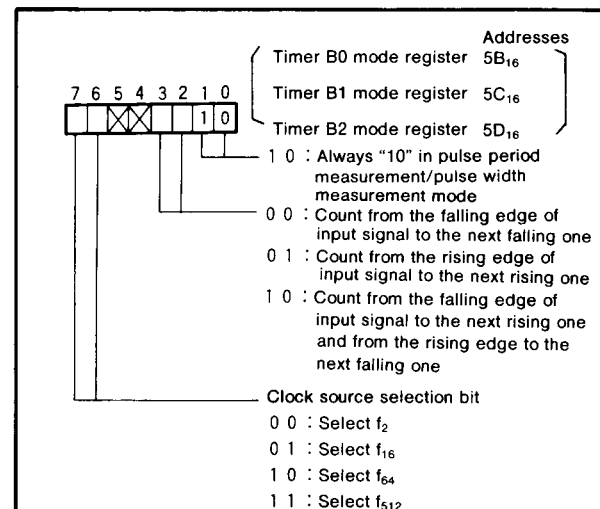 Addresses
Timer B0 mode register 5B₁₆
Timer B1 mode register 5C₁₆
Timer B2 mode register 5D₁₆
7 6 5 4 3 2 1 0
1 0
1 0 : Always “10” in pulse period
measurement/pulse width
measurement mode
0 0 : Count from the falling edge of
input signal to the next falling one
0 1 : Count from the rising edge of
input signal to the next rising one
1 0 : Count from the falling edge of
input signal to the next rising one
and from the rising edge to the
next falling one
Clock source selection bit
0 0 : Select f₂
0 1 : Select f₁₆
1 0 : Select f₆₄
1 1 : Select f₅₁₂